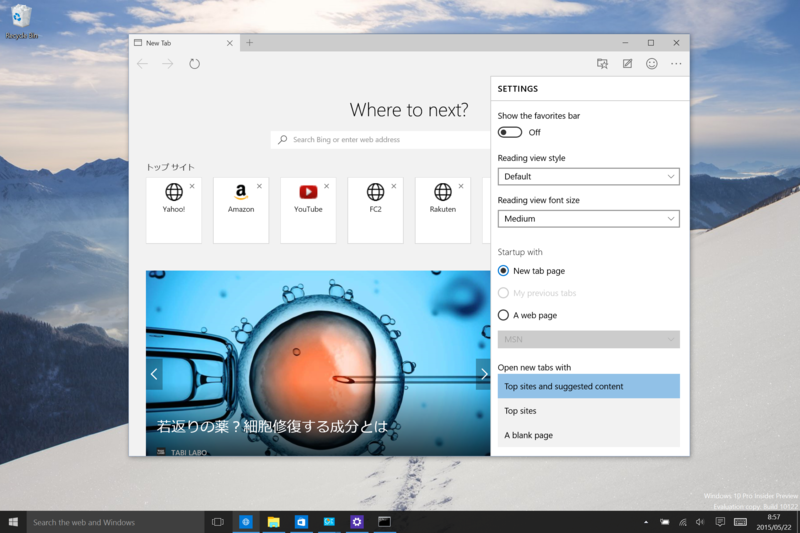 Recycle Bin
New Tab
SETTINGS
Where to next?
Search Bing or enter web address
トップ サイト
Yahoo!
Amazon
YouTube
FC2
Rakuten
若返りの薬？細胞修復する成分とは
TABI LABO
Show the favorites bar
Off
Reading view style
Default
Reading view font size
Medium
Startup with
New tab page
My previous tabs
A web page
MSN
Open new tabs with
Top sites and suggested content
Top sites
A blank page
Windows 10 Pro Insider Preview
Evaluation copy. Build 10122
Search the web and Windows
8:57
2015/05/22